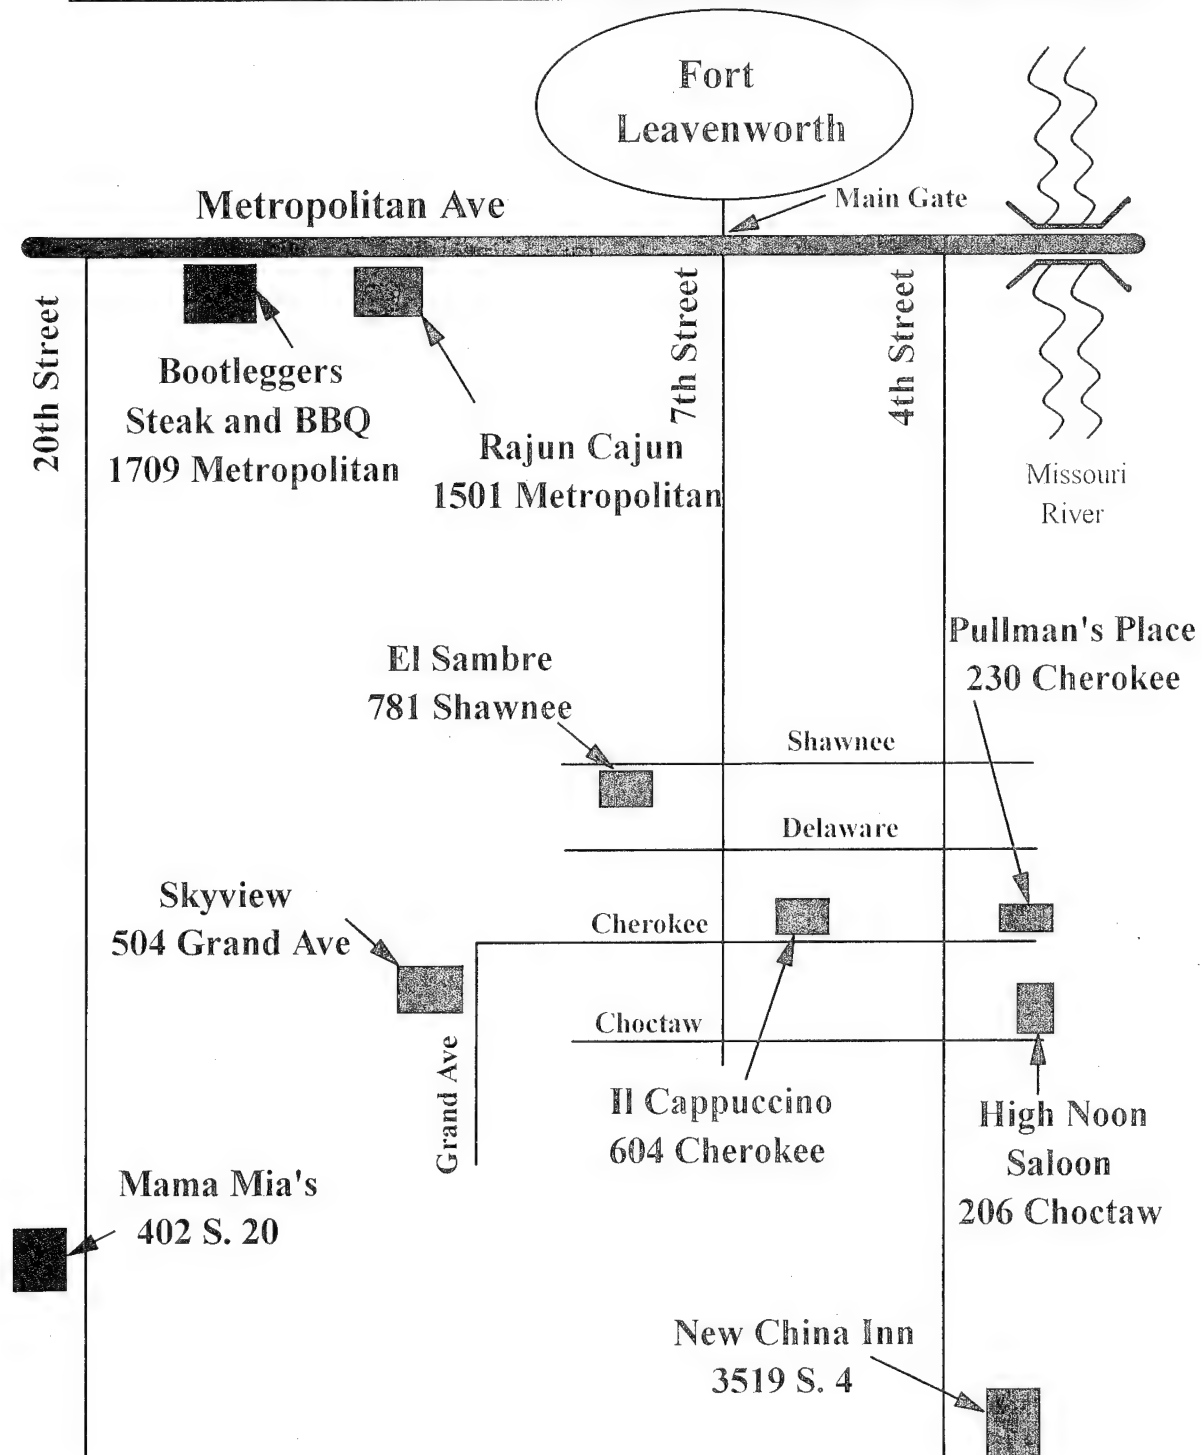 Fort
Leavenworth
Main Gate
Metropolitan Ave
20th Street
7th Street
4th Street
Bootleggers
Steak and BBQ
1709 Metropolitan
Rajun Cajun
1501 Metropolitan
Missouri
River
Pullman's Place
230 Cherokee
El Sambre
781 Shawnee
Shawnee
Delaware
Skyview
504 Grand Ave
Cherokee
Choctaw
Grand Ave
Il Cappuccino
604 Cherokee
High Noon
Saloon
206 Choctaw
Mama Mia's
402 S. 20
New China Inn
3519 S. 4